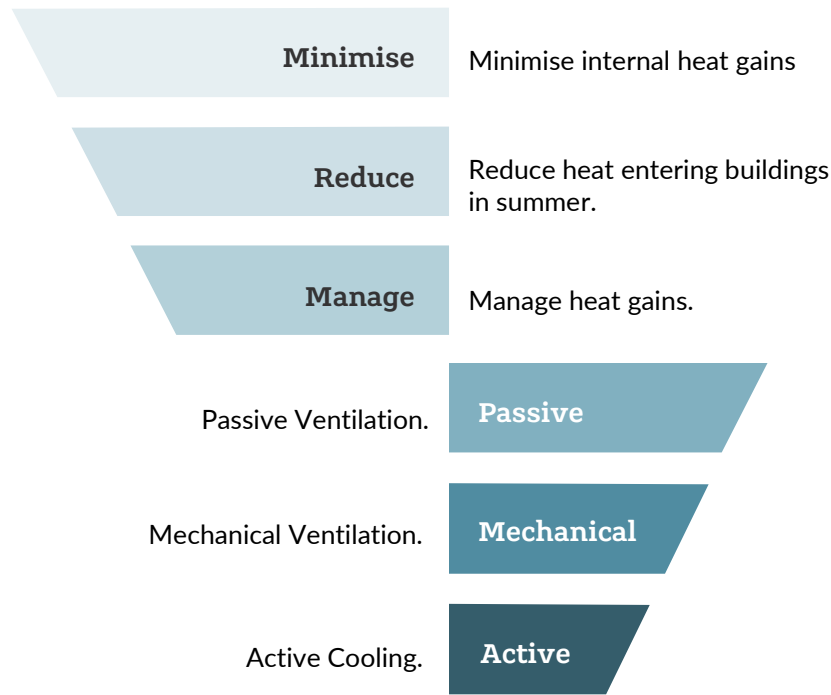 Minimise
Minimise internal heat gains
Reduce
Reduce heat entering buildings
in summer.
Manage
Manage heat gains.
Passive Ventilation.
Passive
Mechanical Ventilation.
Mechanical
Active Cooling.
Active